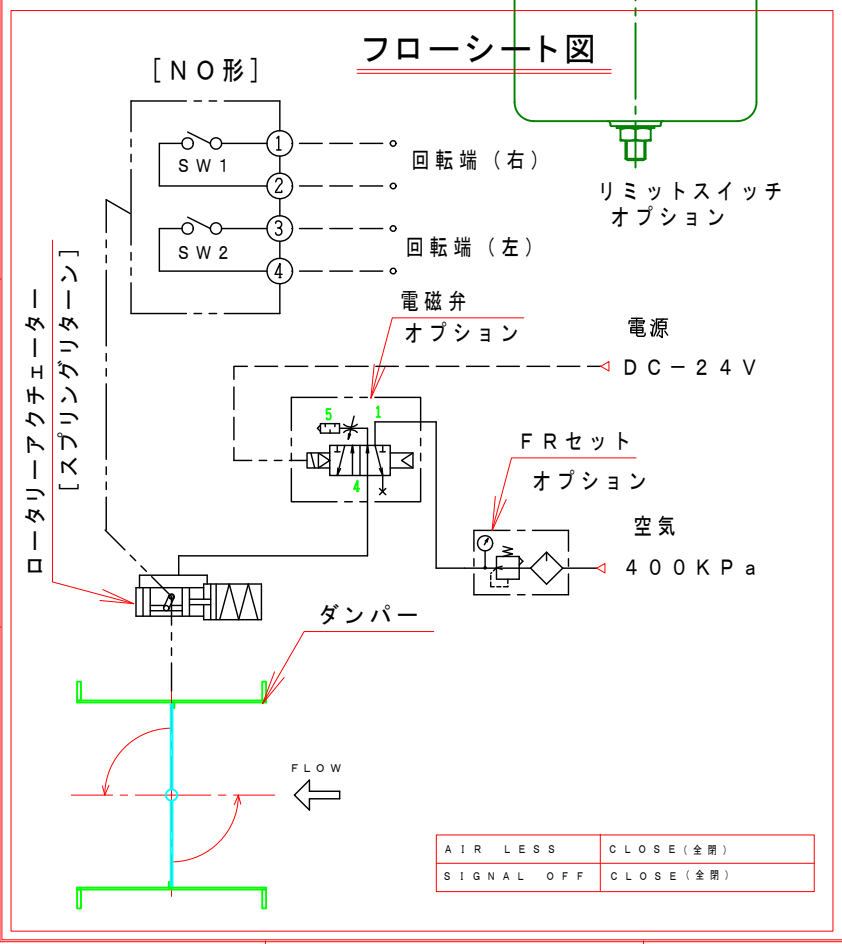 フローシート図
[NO形]
1
SW1
2
回転端(右)
3
SW2
4
回転端(左)
リミットスイッチ
オプション
ロータリーアクチェーター
[スプリングリターン]
電磁弁
オプション
電源
DC-24V
5
1
4
FRセット
オプション
空気
400KPa
ダンパー
FLOW
AIR LESS CLOSE(全閉)
SIGNAL OFF CLOSE(全閉)